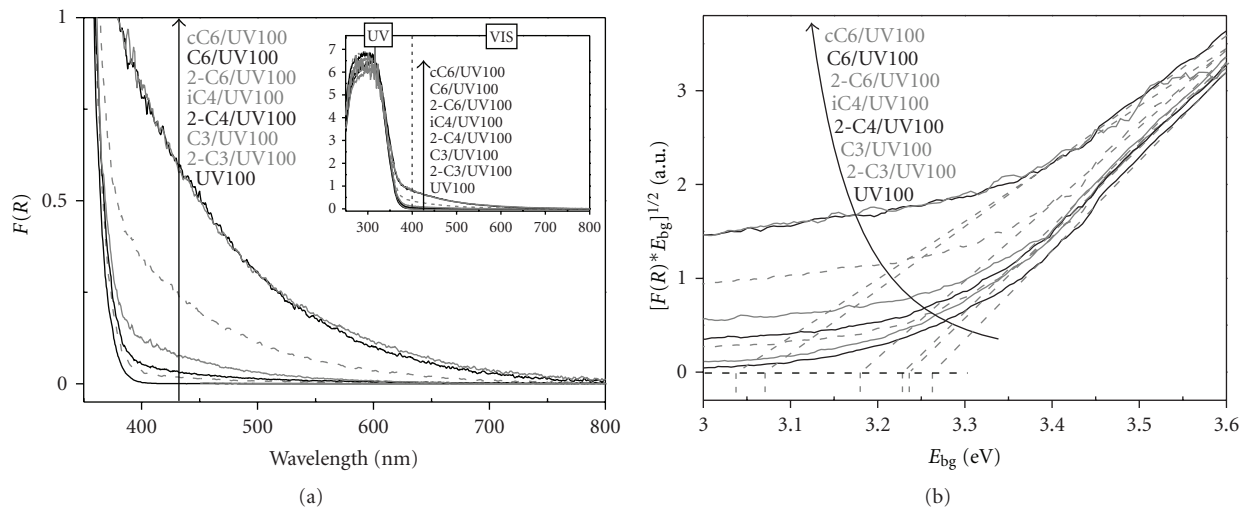 1
0.5
0
F(R)
400
500
600
700
800
Wavelength (nm)
cC6/UV100
C6/UV100
2-C6/UV100
iC4/UV100
2-C4/UV100
C3/UV100
2-C3/UV100
UV100
UV
VIS
7
6
5
4
3
2
1
0
300
400
500
600
700
800
cC6/UV100
C6/UV100
2-C6/UV100
iC4/UV100
2-C4/UV100
C3/UV100
2-C3/UV100
UV100
(a)
3
2
1
0
[F(R)*E_bg]^1/2 (a.u.)
cC6/UV100
C6/UV100
2-C6/UV100
iC4/UV100
2-C4/UV100
C3/UV100
2-C3/UV100
UV100
3
3.1
3.2
3.3
3.4
3.5
3.6
E_bg (eV)
(b)